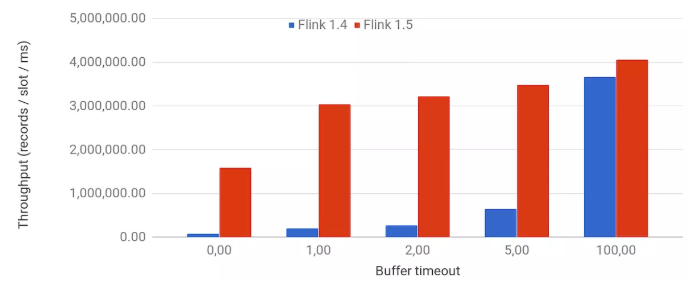 5,000,000.00
Flink 1.4 Flink 1.5
4,000,000.00
3,000,000.00
2,000,000.00
1,000,000.00
0.00
Throughput (records / slot / ms)
0,00 1,00 2,00 5,00 100,00
Buffer timeout